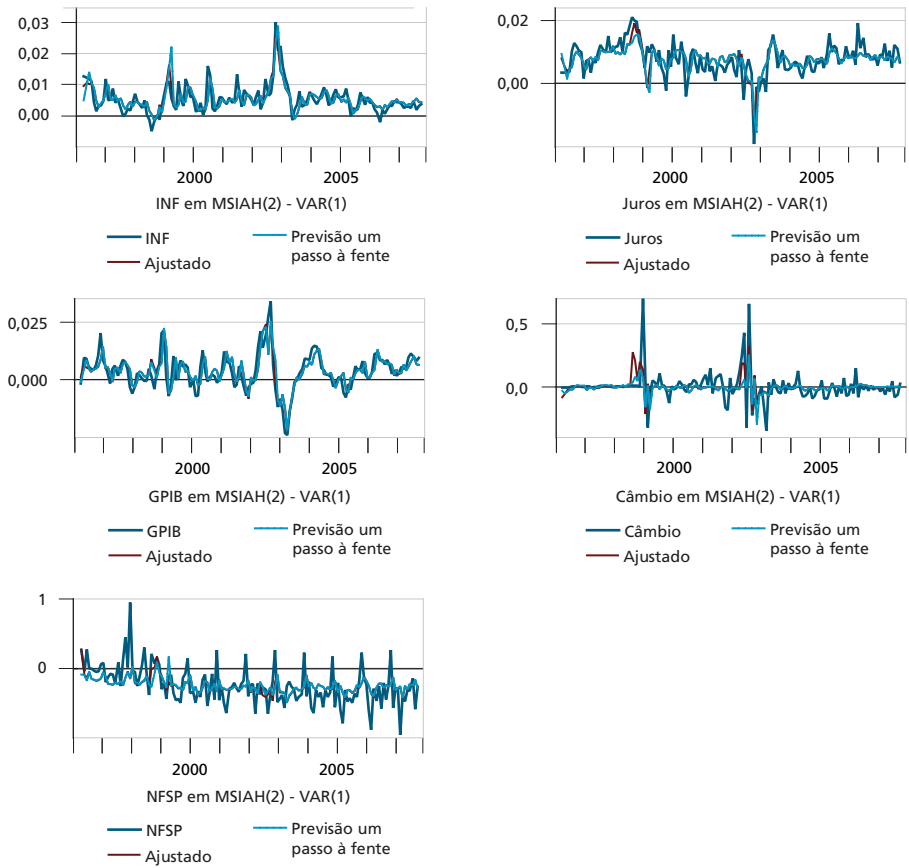 0,03
0,02
0,01
0,00
2000 2005
INF em MSIAH(2) - VAR(1)
INF
Ajustado
Previsão um
passo à fente
0,02
0,00
2000 2005
Juros em MSIAH(2) - VAR(1)
Juros
Ajustado
Previsão um
passo à fente
0,025
0,000
2000 2005
GPIB em MSIAH(2) - VAR(1)
GPIB
Ajustado
Previsão um
passo à fente
0,5
0,0
2000 2005
Câmbio em MSIAH(2) - VAR(1)
Câmbio
Ajustado
Previsão um
passo à fente
1
0
2000 2005
NFSP em MSIAH(2) - VAR(1)
NFSP
Ajustado
Previsão um
passo à fente